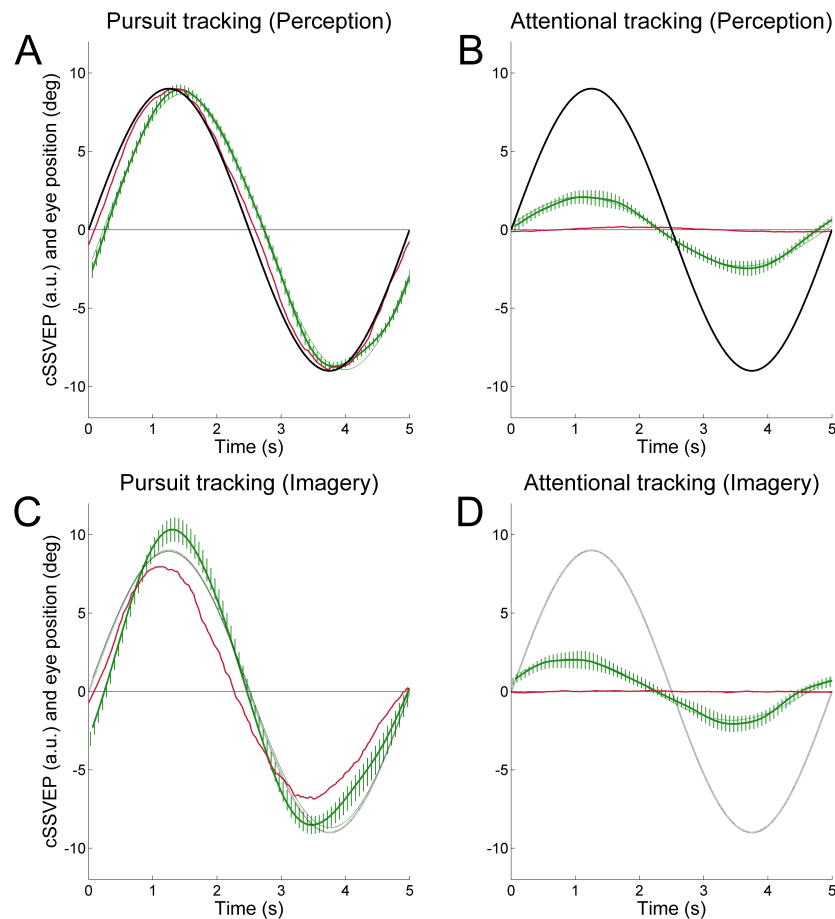 Pursuit tracking (Perception)
A
cSSVEP (a.u.) and eye position (deg)
10
5
0
-5
-10
0 1 2 3 4 5
Time (s)
Attentional tracking (Perception)
B
10
5
0
-5
-10
0 1 2 3 4 5
Time (s)
Pursuit tracking (Imagery)
C
cSSVEP (a.u.) and eye position (deg)
10
5
0
-5
-10
0 1 2 3 4 5
Time (s)
Attentional tracking (Imagery)
D
10
5
0
-5
-10
0 1 2 3 4 5
Time (s)